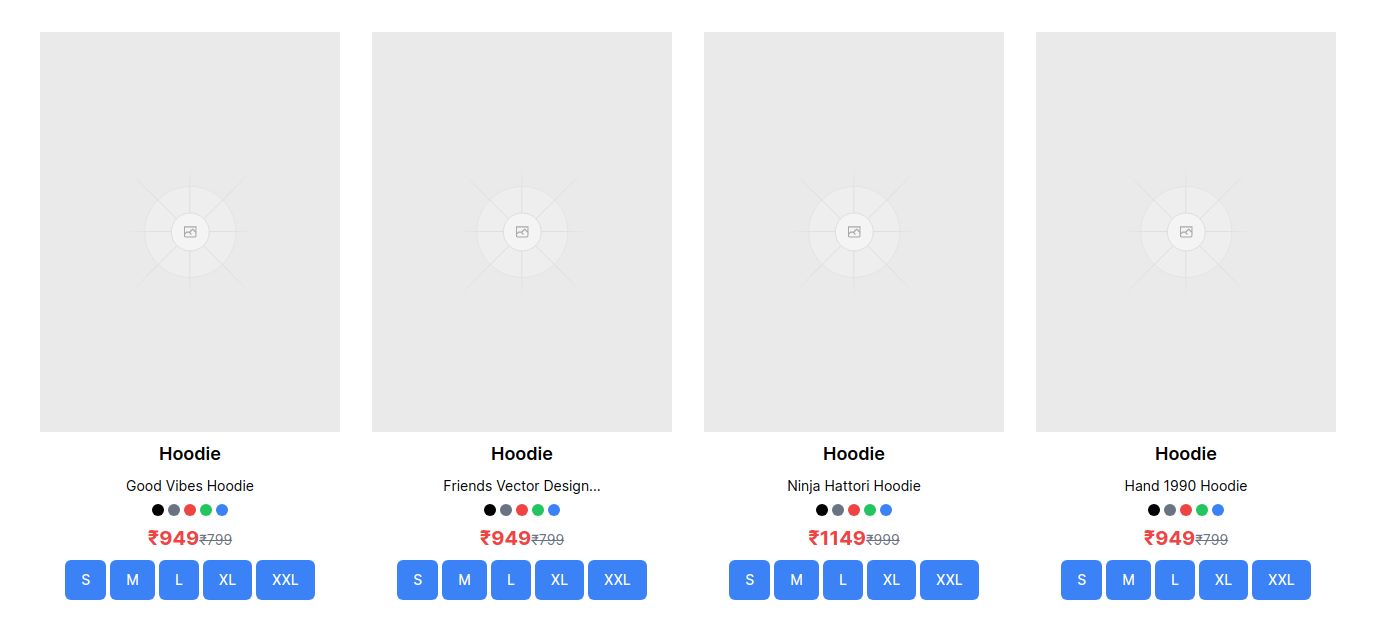 Hoodie
Good Vibes Hoodie
₹949 ₹799
S M L XL XXL
Hoodie
Friends Vector Design...
₹949 ₹799
S M L XL XXL
Hoodie
Ninja Hattori Hoodie
₹1149 ₹999
S M L XL XXL
Hoodie
Hand 1990 Hoodie
₹949 ₹799
S M L XL XXL